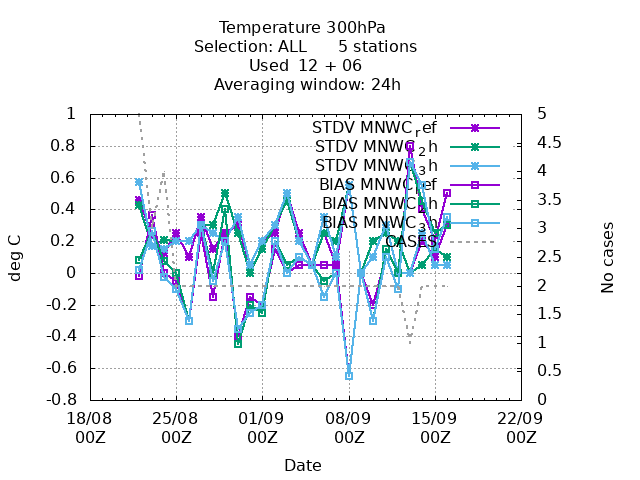 Temperature 300hPa
Selection: ALL 5 stations
Used 12 + 06
Averaging window: 24h
1
0.8
0.6
0.4
0.2
0
-0.2
-0.4
-0.6
-0.8
deg C
5
4.5
4
3.5
3
2.5
2
1.5
1
0.5
0
No cases
STDV MNWC_ref
STDV MNWC_2h
STDV MNWC_3h
BIAS MNWC_ref
BIAS MNWC_2h
BIAS MNWC_3h
CASES
18/08 25/08 01/09 08/09 15/09 22/09
00Z 00Z 00Z 00Z 00Z 00Z
Date